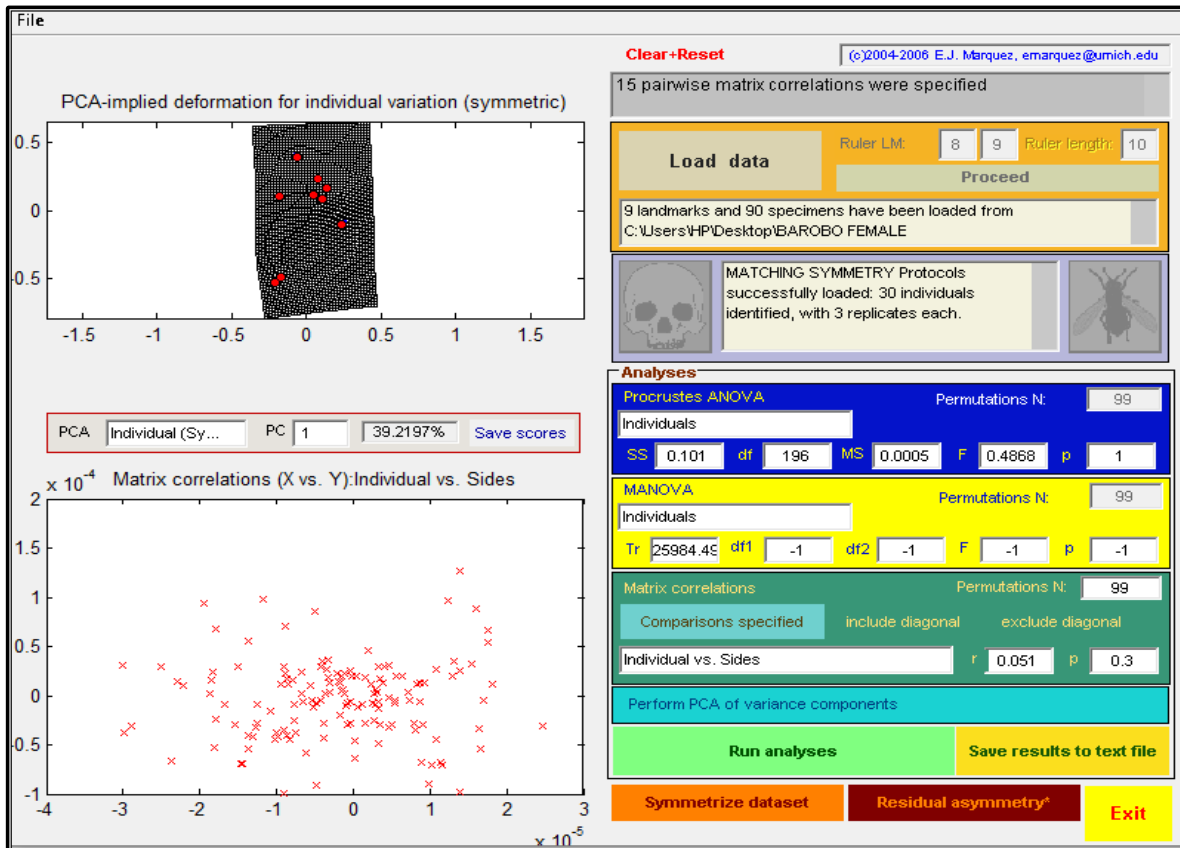 File
Clear+Reset
(c)2004-2006 E.J. Marquez, emarquez@umich.edu
15 pairwise matrix correlations were specified
PCA-implied deformation for individual variation (symmetric)
0.5
0
-0.5
-1.5 -1 -0.5 0 0.5 1 1.5
Load data
Ruler LM: 8 9 Ruler length: 10
Proceed
9 landmarks and 90 specimens have been loaded from
C:\Users\HP\Desktop\BAROBO FEMALE
MATCHING SYMMETRY Protocols
successfully loaded: 30 individuals
identified, with 3 replicates each.
Analyses
Procrustes ANOVA Permutations N: 99
Individuals
SS 0.101 df 196 MS 0.0005 F 0.4868 p 1
PCA Individual (Sy... PC 1 39.2197% Save scores
MANOVA Permutations N: 99
Individuals
Tr 25984.49 df1 -1 df2 -1 F -1 p -1
Matrix correlations Permutations N: 99
Comparisons specified include diagonal exclude diagonal
Individual vs. Sides r 0.051 p 0.3
Perform PCA of variance components
Run analyses Save results to text file
Symmetrize dataset Residual asymmetry* Exit
x 10-4 Matrix correlations (X vs. Y):Individual vs. Sides
2
1.5
1
0.5
0
-0.5
-1
-4 -3 -2 -1 0 1 2 3
x 10-5